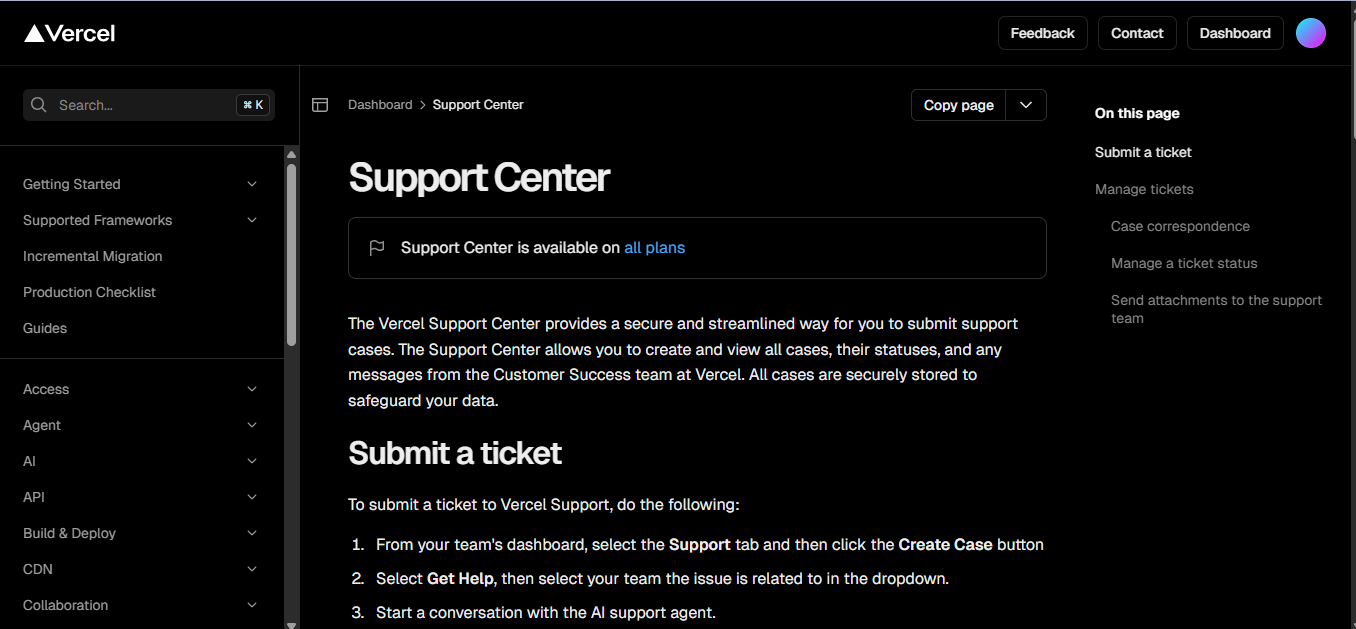 Vercel
Feedback
Contact
Dashboard
Search...
⌘ K
Getting Started
Supported Frameworks
Incremental Migration
Production Checklist
Guides
Access
Agent
AI
API
Build & Deploy
CDN
Collaboration
Dashboard > Support Center
Copy page
Support Center
Support Center is available on all plans
The Vercel Support Center provides a secure and streamlined way for you to submit support
cases. The Support Center allows you to create and view all cases, their statuses, and any
messages from the Customer Success team at Vercel. All cases are securely stored to
safeguard your data.
Submit a ticket
To submit a ticket to Vercel Support, do the following:
1. From your team's dashboard, select the Support tab and then click the Create Case button
2. Select Get Help, then select your team the issue is related to in the dropdown.
3. Start a conversation with the AI support agent.
On this page
Submit a ticket
Manage tickets
Case correspondence
Manage a ticket status
Send attachments to the support
team